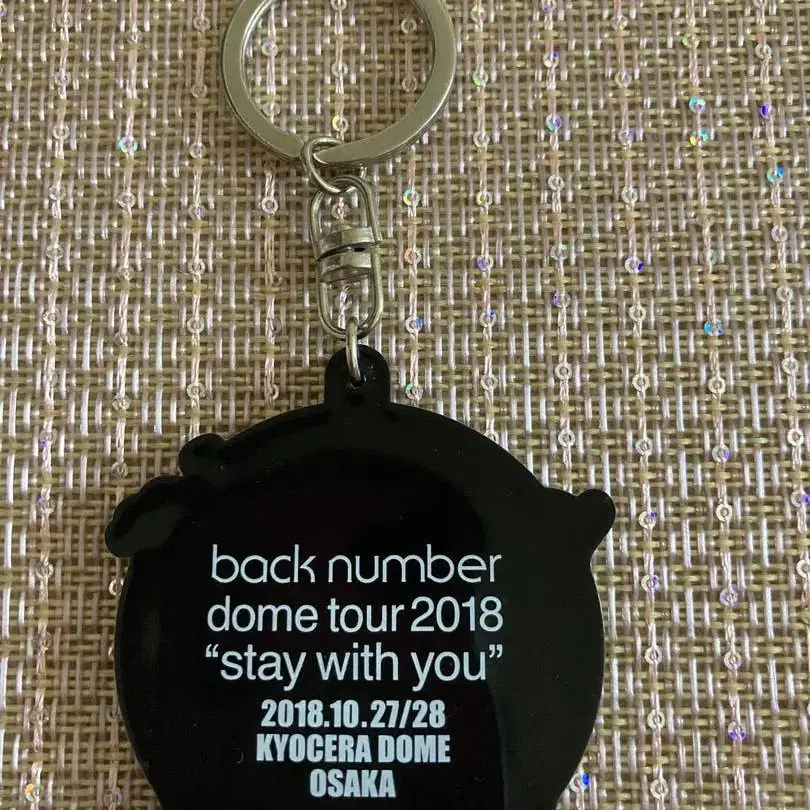 back number
dome tour 2018
“stay with you”
2018.10.27/28
KYOCERA DOME
OSAKA